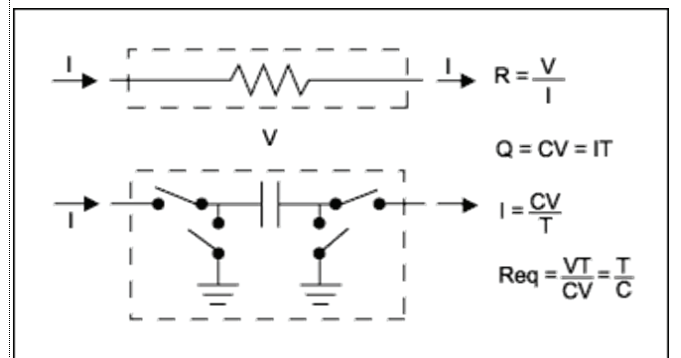 I
I
R = V/I
V
Q = CV = IT
I
I = CV/T
Req = VT/CV = T/C